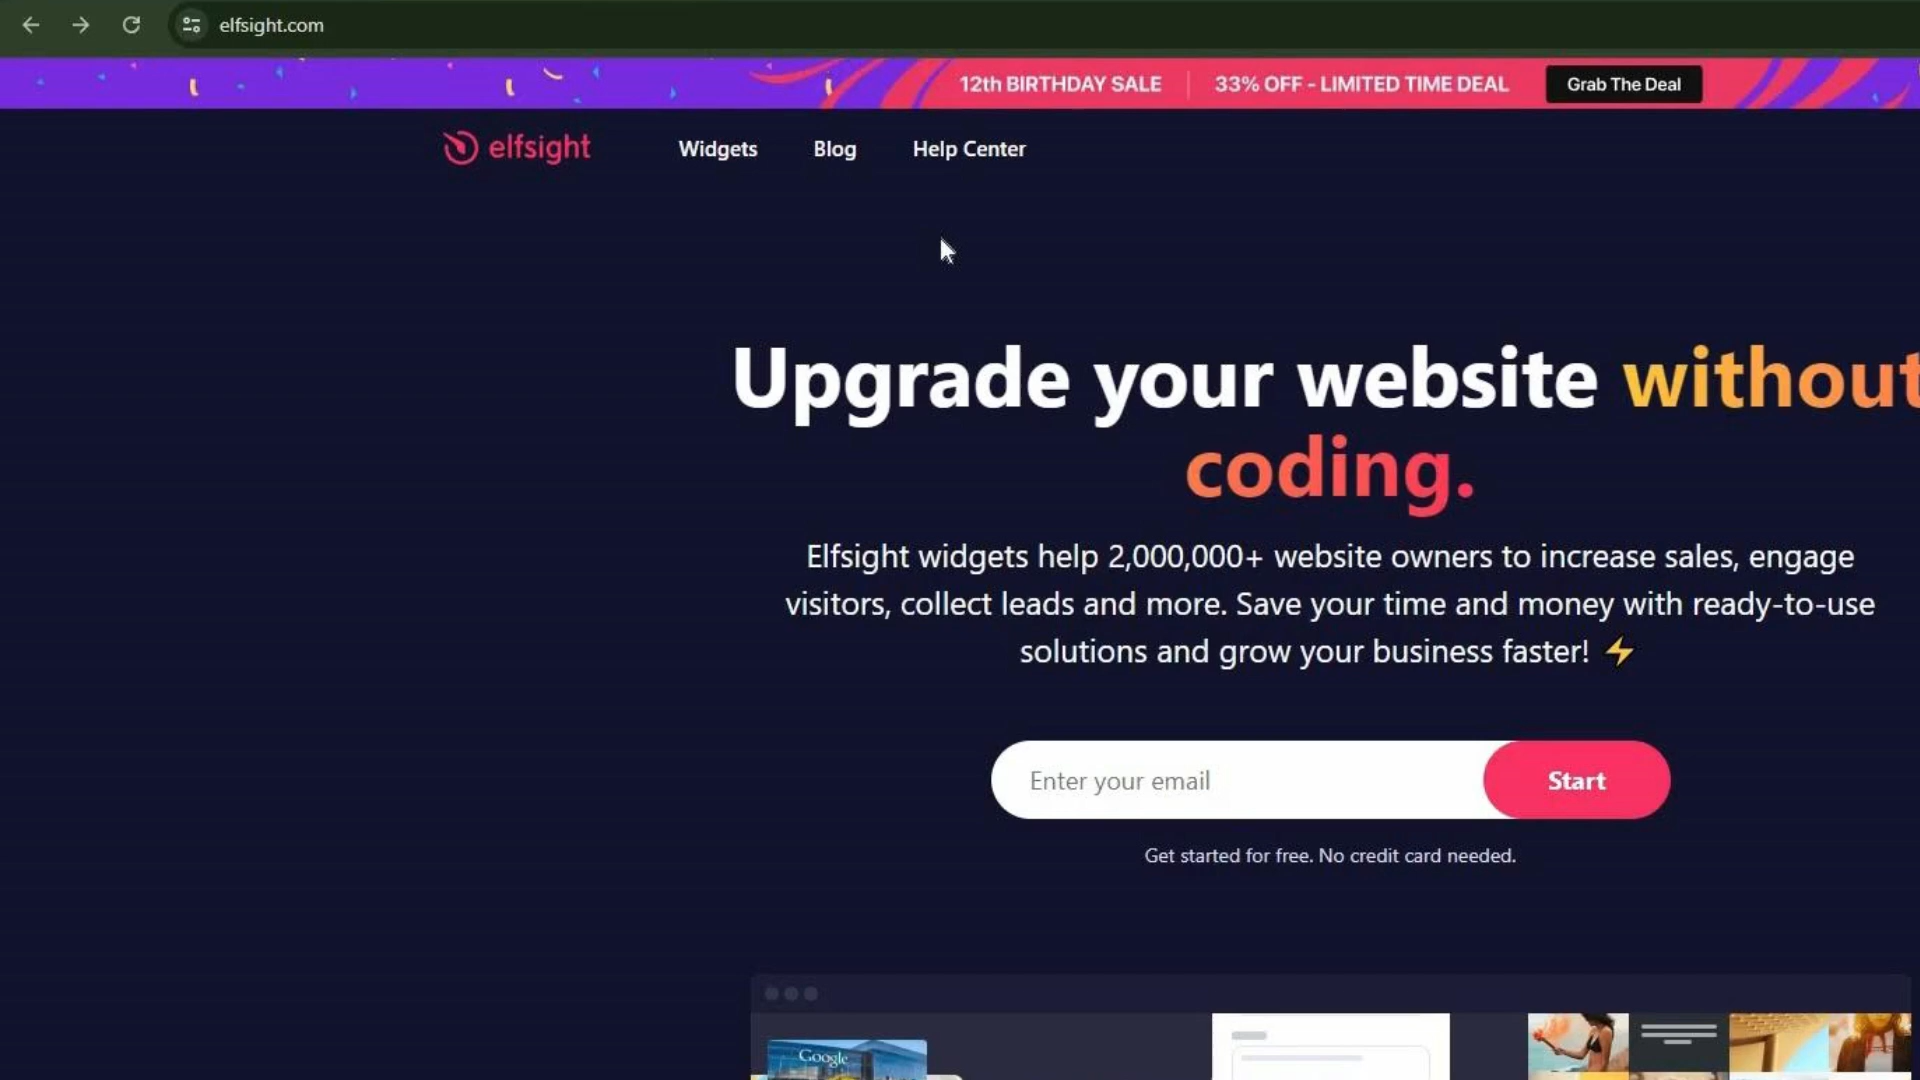 elfsight.com
12th BIRTHDAY SALE 33% OFF - LIMITED TIME DEAL Grab The Deal
elfsight Widgets Blog Help Center
Upgrade your website without
coding.
Elfsight widgets help 2,000,000+ website owners to increase sales, engage
visitors, collect leads and more. Save your time and money with ready-to-use
solutions and grow your business faster! ⚡
Enter your email Start
Get started for free. No credit card needed.
Google